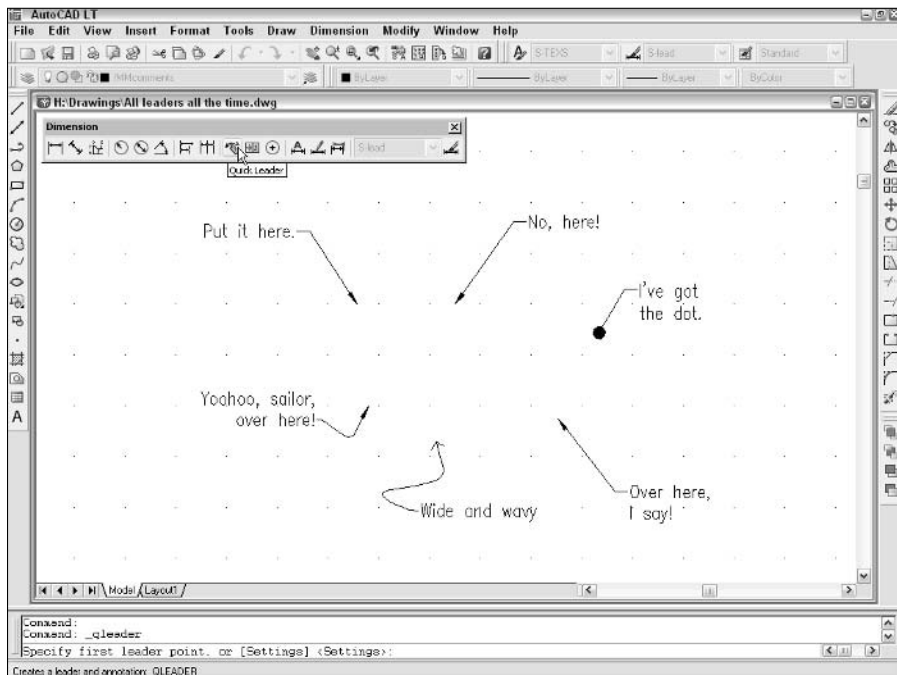 AutoCAD LT
File Edit View Insert Format Tools Draw Dimension Modify Window Help
S-TEXS S-lead Standard
MMcomments ByLayer ByLayer ByLayer ByColor
H:\Drawings\All leaders all the time.dwg
Dimension
S-lead
Quick Leader
Put it here.
No, here!
I've got
the dot.
Yoohoo, sailor,
over here!
Wide and wavy
Over here,
I say!
Model Layout1
Command:
Command: _qleader
Specify first leader point, or [Settings] <Settings>:
Creates a leader and annotation: QLEADER